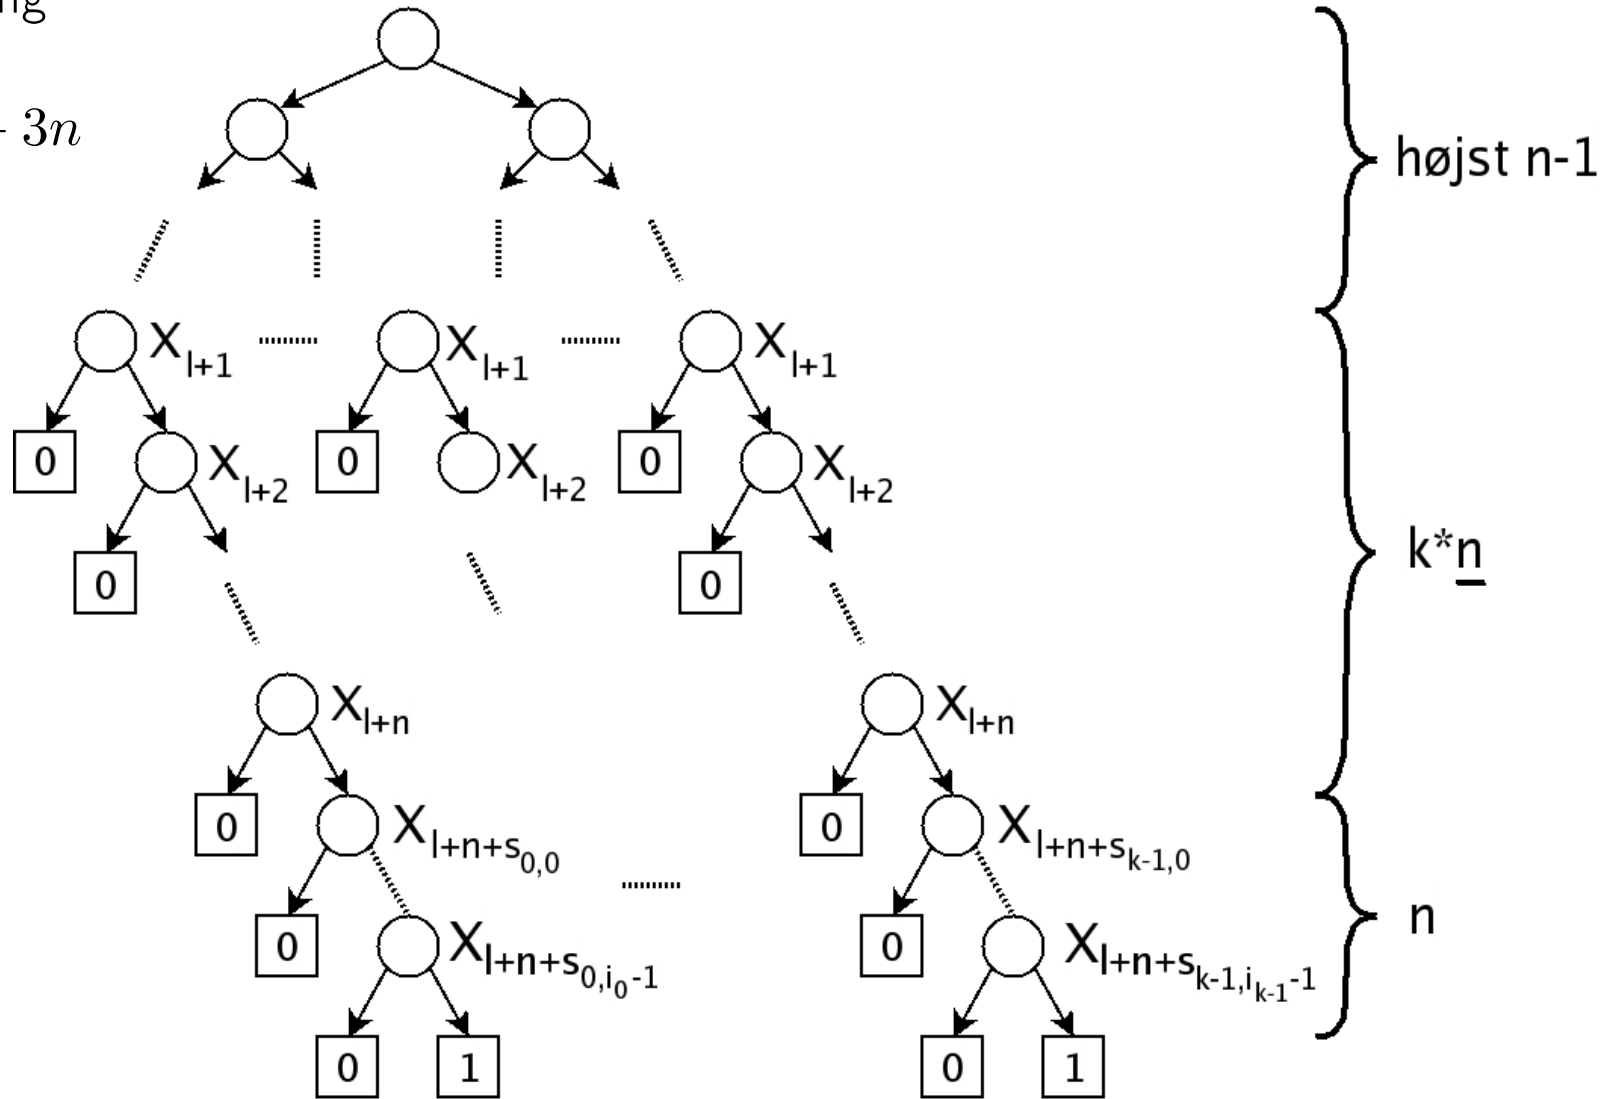 ng
højst n-1
- 3n
X_{l+1} X_{l+1} X_{l+1}
0 X_{l+2} 0 X_{l+2} 0 X_{l+2}
k*n
0 0
X_{l+n} X_{l+n}
0 X_{l+n+s_{0,0}} 0 X_{l+n+s_{k-1,0}}
n
0 X_{l+n+s_{0,i_0-1}} 0 X_{l+n+s_{k-1,i_{k-1}-1}}
0 1 0 1